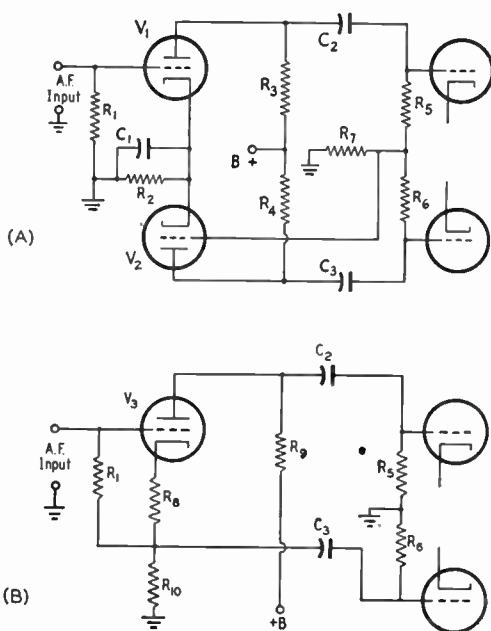 V1
C2
A.F.
Input
R1
C1
R3
R5
R7
B
+
R2
R4
R6
(A)
V2
C3
C2
V3
A.F.
Input
R1
R8
R9
R5
C3
R6
R10
(B)
+B